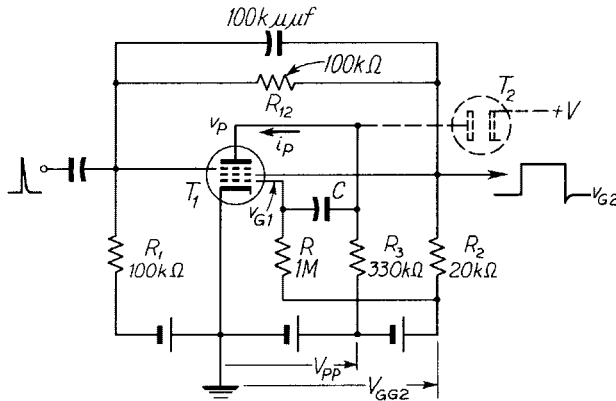 100kμμf
100kΩ
R12
T2
+V
vP
iP
T1
vG1
C
vG2
R1
100kΩ
R
1M
R3
330kΩ
R2
20kΩ
VPP
VGG2